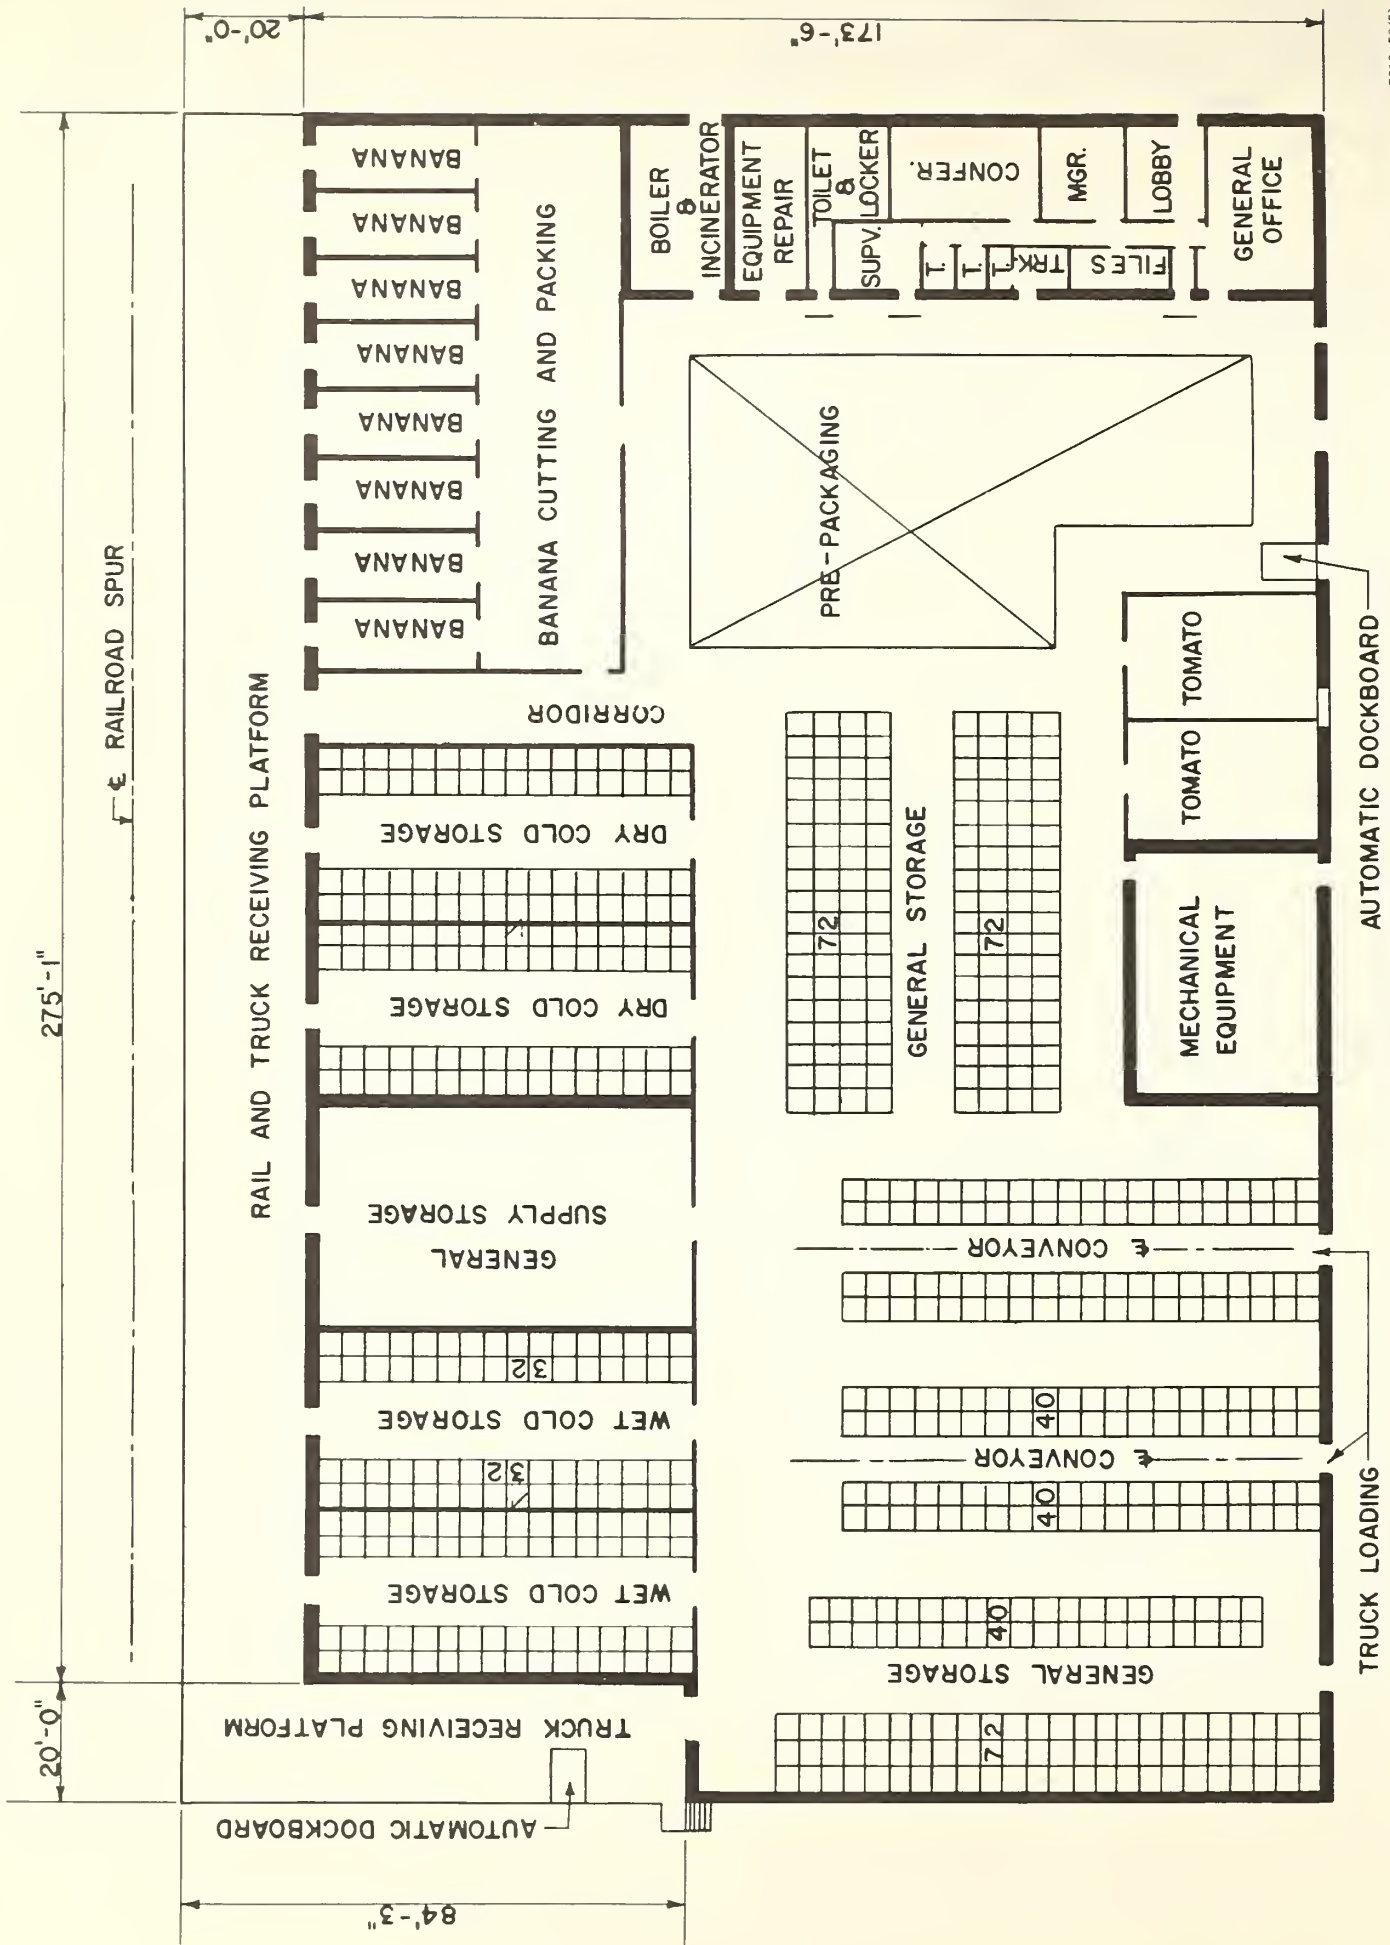 20'-0"
173'-6"
275'-1"
20'-0"
84'-3"
℄ RAILROAD SPUR
RAIL AND TRUCK RECEIVING PLATFORM
BANANA
BANANA
BANANA
BANANA
BANANA
BANANA
BANANA
BANANA
BANANA CUTTING AND PACKING
BOILER
&
INCINERATOR
EQUIPMENT
REPAIR
TOILET
&
LOCKER
SUPV.
CONFER.
MGR.
LOBBY
GENERAL
OFFICE
T.
T.
T.
TRK.
FILES
PRE-PACKAGING
CORRIDOR
DRY COLD STORAGE
DRY COLD STORAGE
GENERAL
SUPPLY STORAGE
32
WET COLD STORAGE
32
WET COLD STORAGE
TRUCK RECEIVING PLATFORM
AUTOMATIC DOCKBOARD
72
GENERAL STORAGE
72
TOMATO
TOMATO
MECHANICAL
EQUIPMENT
AUTOMATIC DOCKBOARD
℄ CONVEYOR
40
℄ CONVEYOR
40
40
GENERAL STORAGE
72
TRUCK LOADING